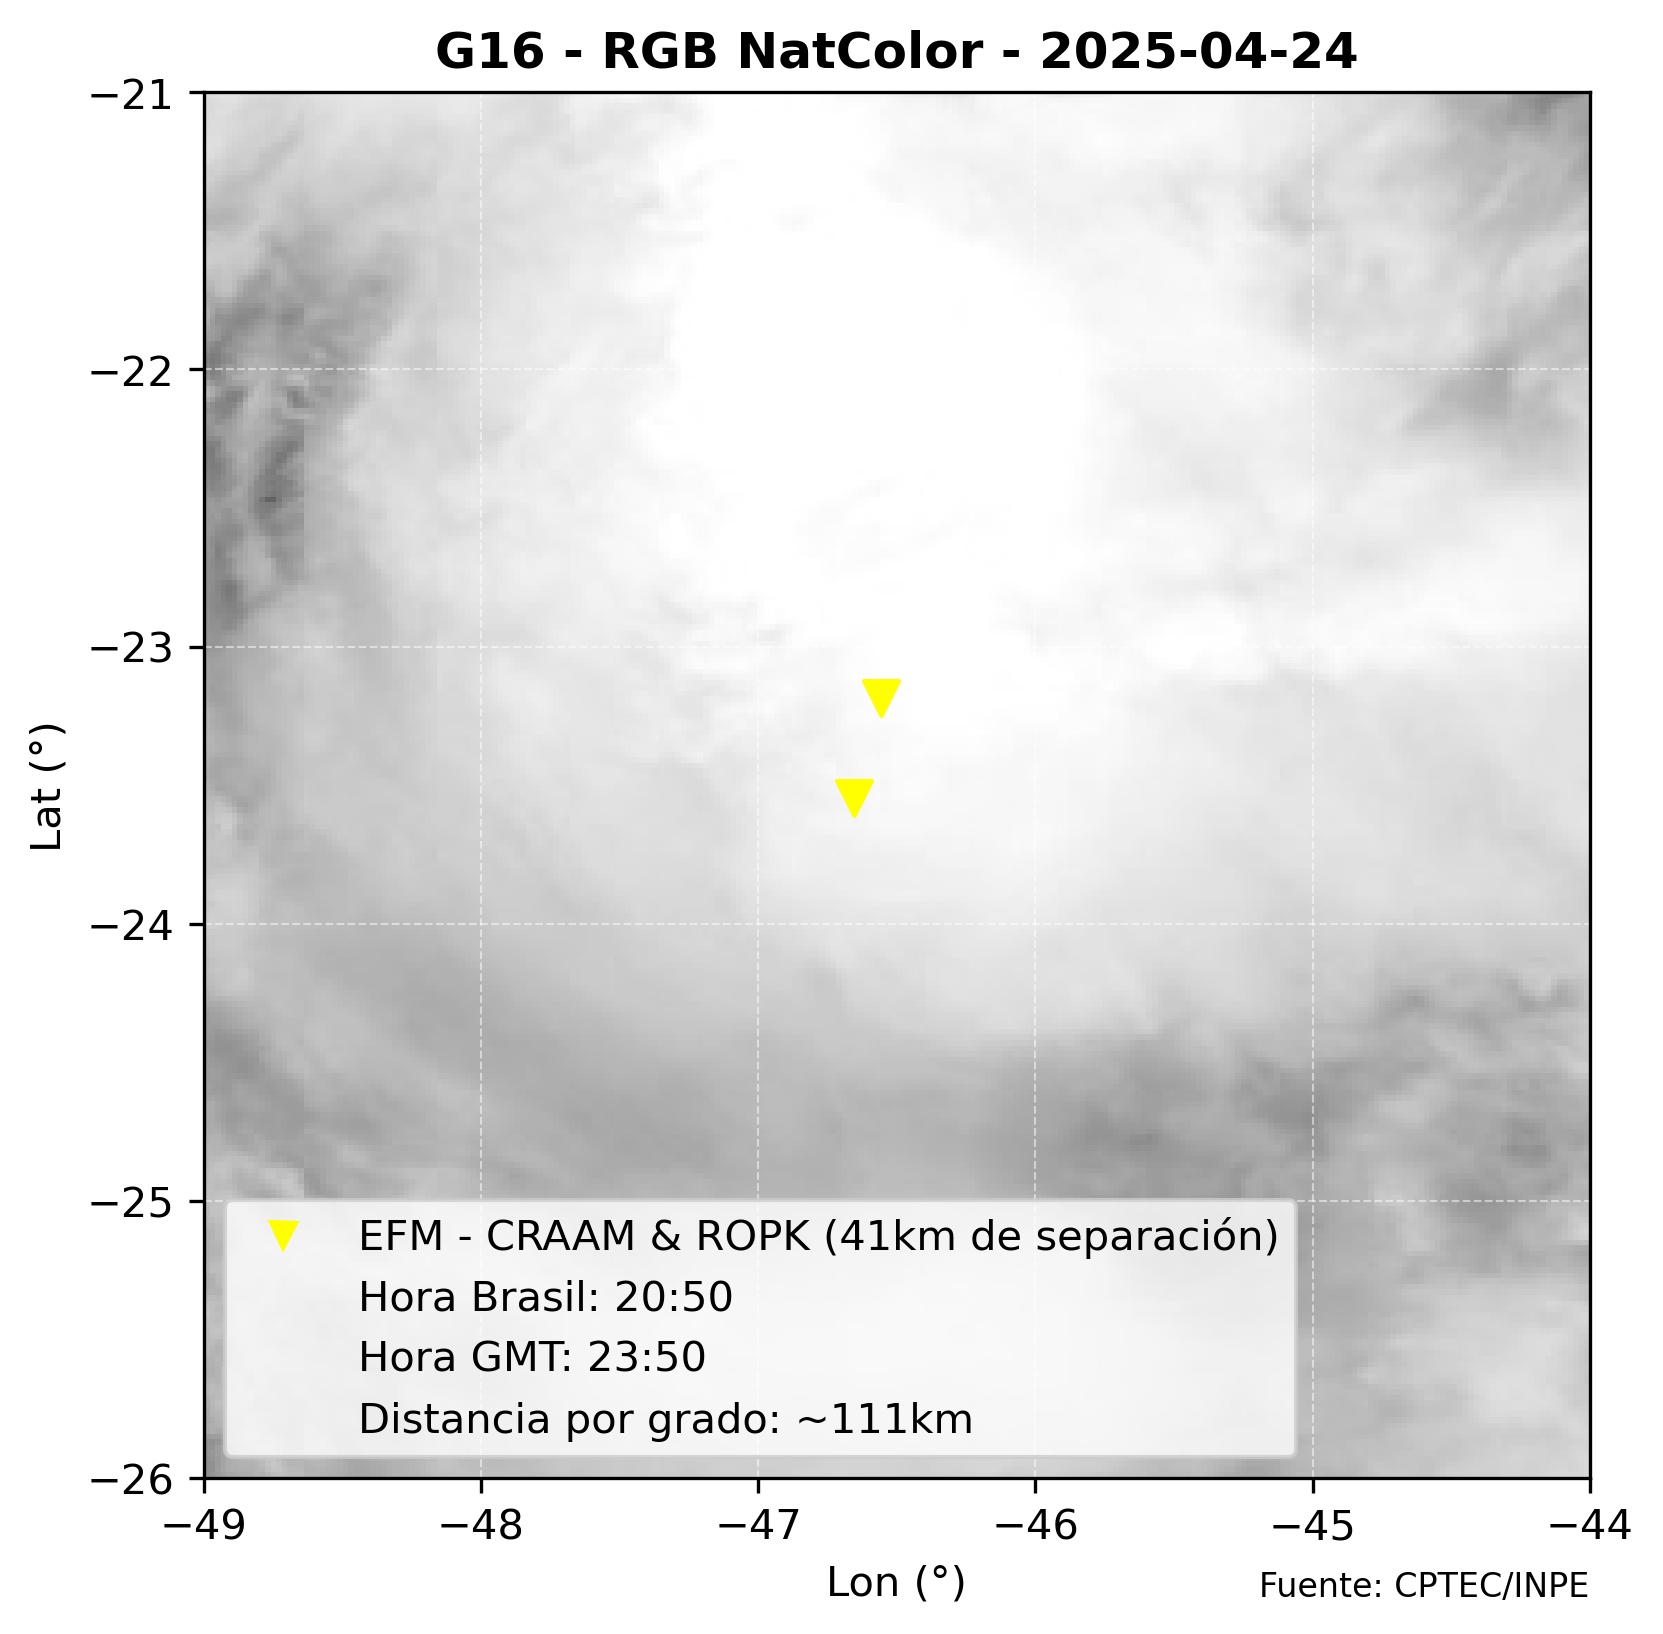 G16 - RGB NatColor - 2025-04-24
−21
−22
−23
−24
−25
−26
Lat (°)
EFM - CRAAM & ROPK (41km de separación)
Hora Brasil: 20:50
Hora GMT: 23:50
Distancia por grado: ~111km
−49 −48 −47 −46 −45 −44
Lon (°)
Fuente: CPTEC/INPE